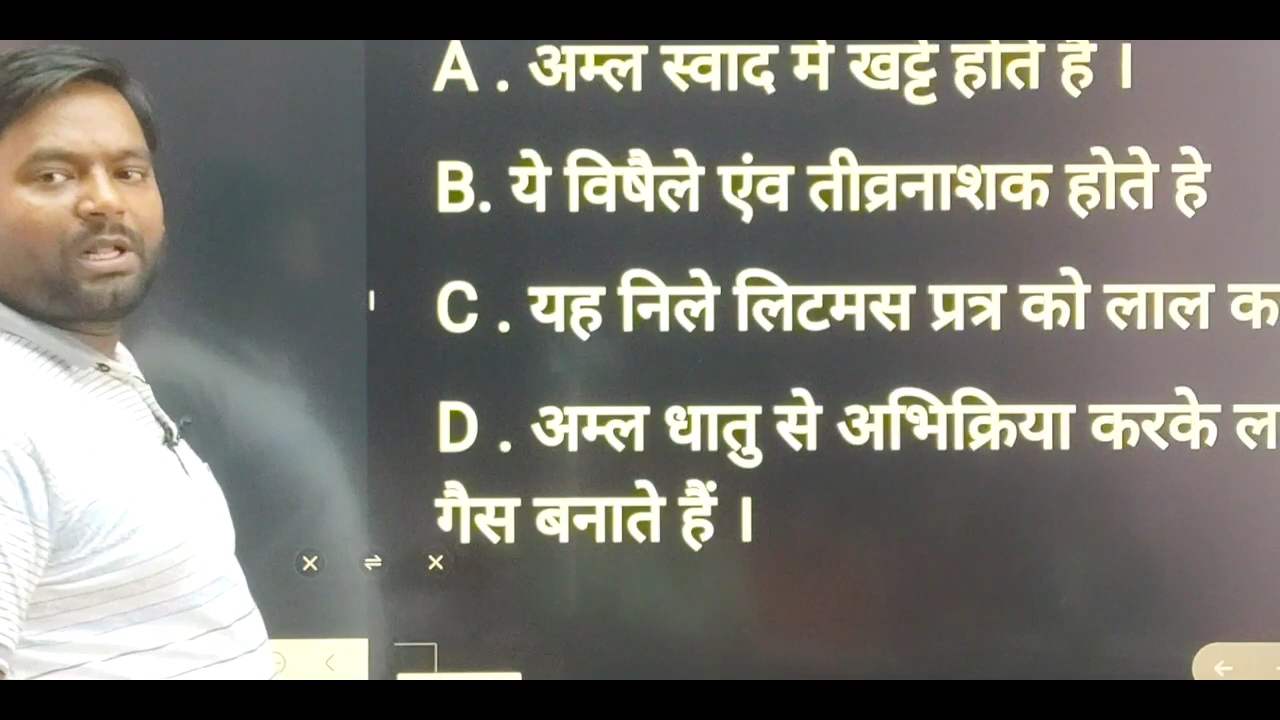 A . अम्ल स्वाद में खट्टे होते हैं ।
B. ये विषैले एंव तीव्रनाशक होते हे
C . यह निले लिटमस प्रत्र को लाल
D . अम्ल धातु से अभिक्रिया करके
गैस बनाते हैं ।